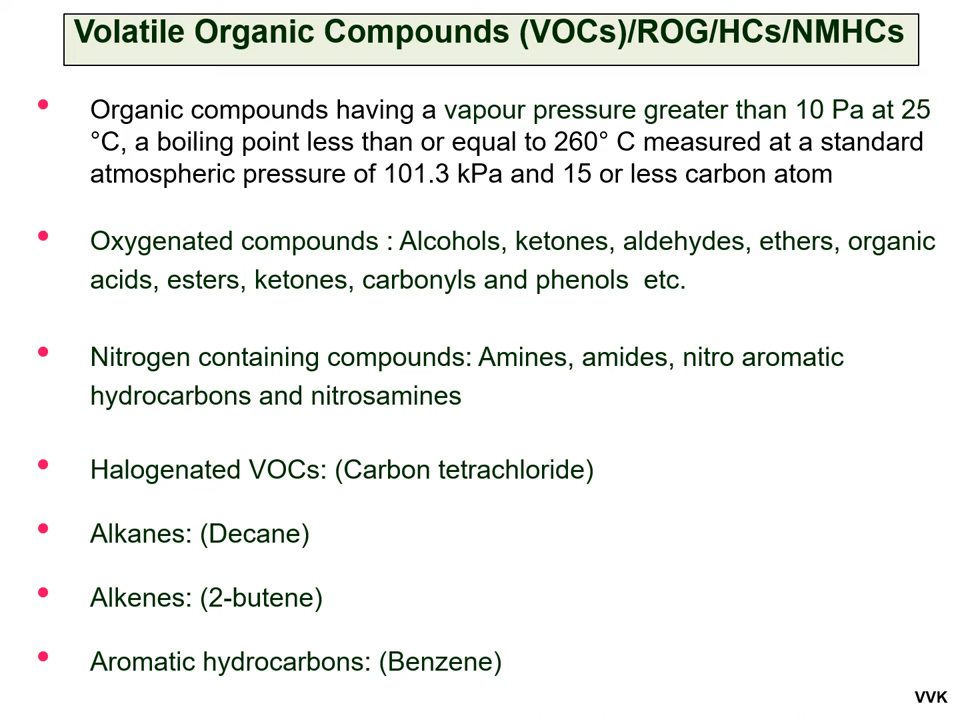 Volatile Organic Compounds (VOCs)/ROG/HCs/NMHCs
• Organic compounds having a vapour pressure greater than 10 Pa at 25
°C, a boiling point less than or equal to 260° C measured at a standard
atmospheric pressure of 101.3 kPa and 15 or less carbon atom
• Oxygenated compounds : Alcohols, ketones, aldehydes, ethers, organic
acids, esters, ketones, carbonyls and phenols etc.
• Nitrogen containing compounds: Amines, amides, nitro aromatic
hydrocarbons and nitrosamines
• Halogenated VOCs: (Carbon tetrachloride)
• Alkanes: (Decane)
• Alkenes: (2-butene)
• Aromatic hydrocarbons: (Benzene)
VVK